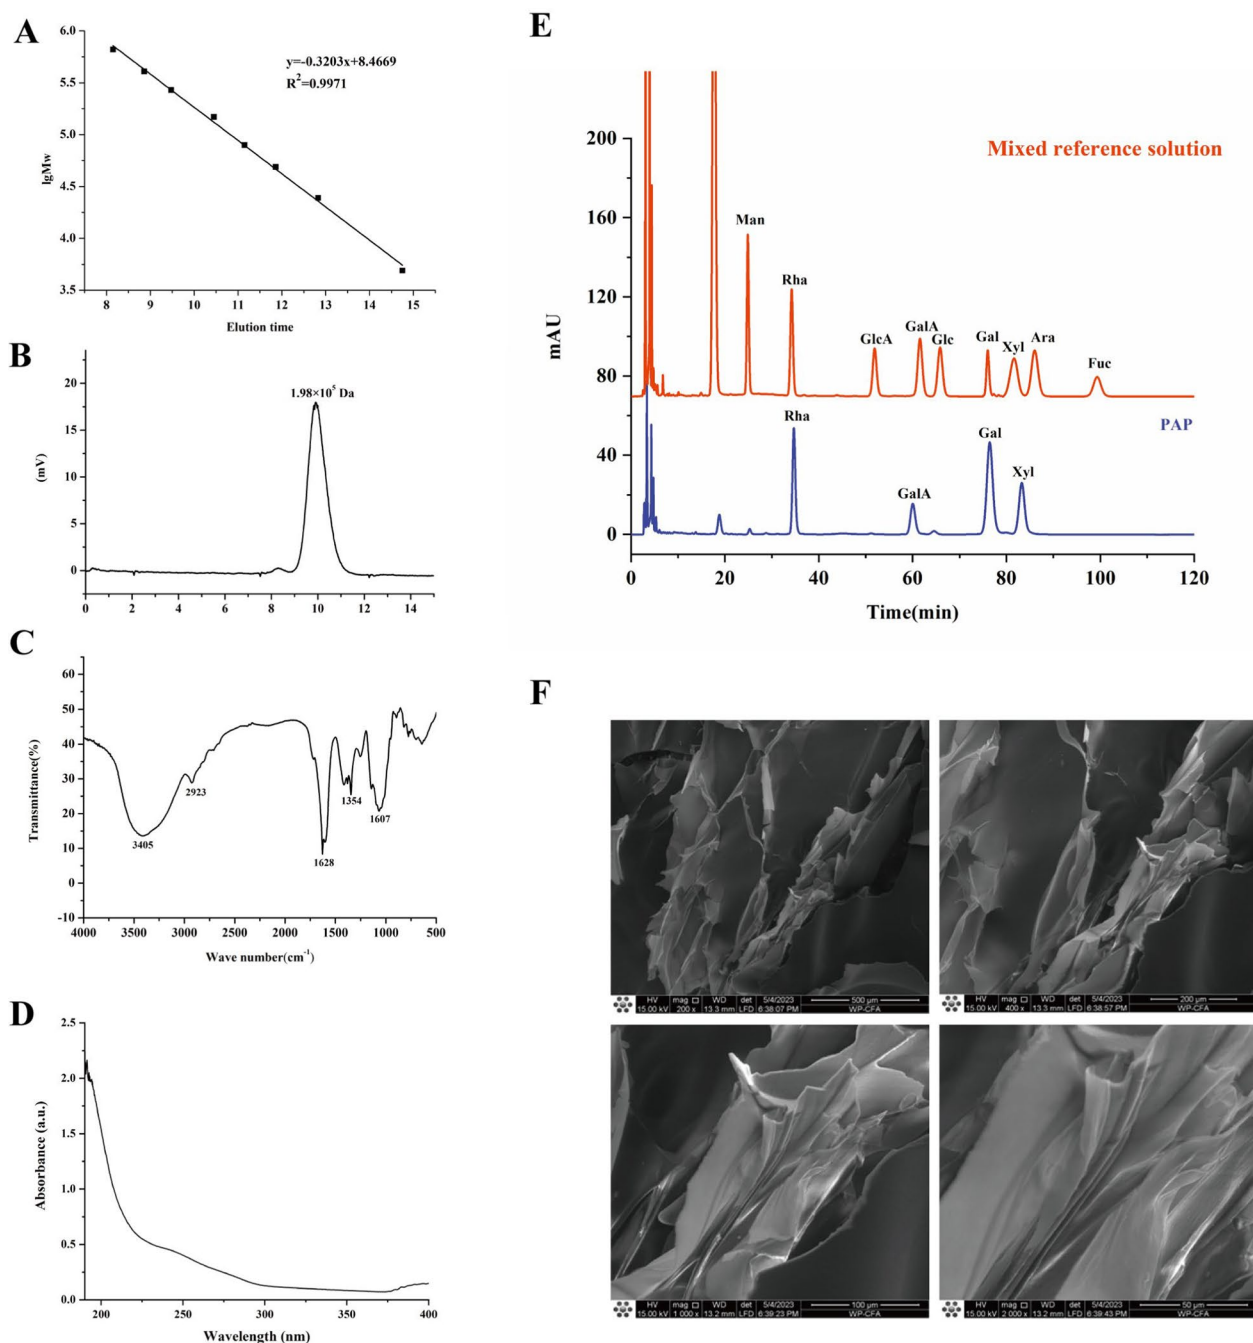 A
6.0
5.5
5.0
4.5
4.0
3.5
lgMw
y=-0.3203x+8.4669
R²=0.9971
8 9 10 11 12 13 14 15
Elution time
B
20
15
10
5
0
(mV)
1.98×10⁵ Da
0 2 4 6 8 10 12 14
C
60
50
40
30
20
10
0
-10
Transmittance(%)
3405
2923
1628
1354
1607
4000 3500 3000 2500 2000 1500 1000 500
Wave number(cm⁻¹)
D
2.5
2.0
1.5
1.0
0.5
0.0
Absorbance (a.u.)
200 250 300 350 400
Wavelength (nm)
E
200
160
120
80
40
0
mAU
Mixed reference solution
Man
Rha
GlcA
GalA
Glc
Gal
Xyl
Ara
Fuc
PAP
Rha
GalA
Gal
Xyl
0 20 40 60 80 100 120
Time(min)
F
HV mag WD det 5/4/2023 500 µm
15.00 kV 200 x 13.3 mm LFD 6:38:07 PM WP-CFA
HV mag WD det 5/4/2023 200 µm
15.00 kV 400 x 13.3 mm LFD 6:38:57 PM WP-CFA
HV mag WD det 5/4/2023 100 µm
15.00 kV 1 000 x 13.2 mm LFD 6:39:23 PM WP-CFA
HV mag WD det 5/4/2023 50 µm
15.00 kV 2 000 x 13.2 mm LFD 6:39:43 PM WP-CFA